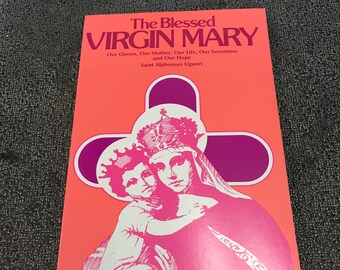 The Blessed
VIRGIN MARY
Our Queen, Our Mother, Our Life, Our Sweetness
and Our Hope
Saint Alphonsus Liguori